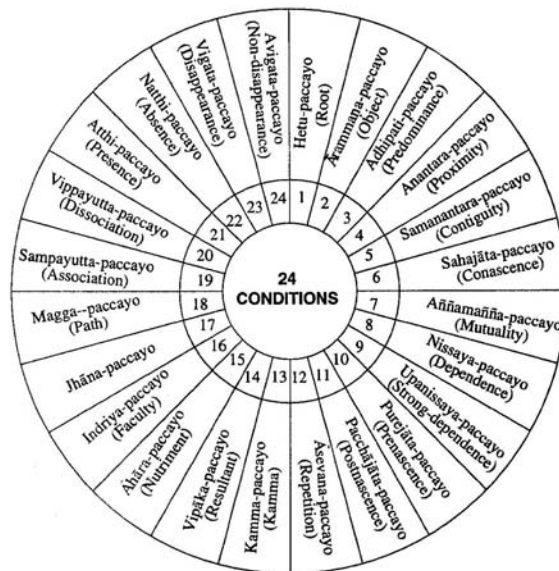 24
CONDITIONS
1
Hetu-paccayo
(Root)
2
Ārammaṇa-paccayo
(Object)
3
Adhipati-paccayo
(Predominance)
4
Anantara-paccayo
(Proximity)
5
Samanantara-paccayo
(Contiguity)
6
Sahajāta-paccayo
(Conascence)
7
Aññamañña-paccayo
(Mutuality)
8
Nissaya-paccayo
(Dependence)
9
Upanissaya-paccayo
(Strong-dependence)
10
Purejāta-paccayo
(Prenascence)
11
Pacchājāta-paccayo
(Postnascence)
12
Āsevana-paccayo
(Repetition)
13
Kamma-paccayo
(Kamma)
14
Vipāka-paccayo
(Resultant)
15
Āhāra-paccayo
(Nutriment)
16
Indriya-paccayo
(Faculty)
17
Jhāna-paccayo
18
Magga--paccayo
(Path)
19
Sampayutta-paccayo
(Association)
20
Vippayutta-paccayo
(Dissociation)
21
Atthi-paccayo
(Presence)
22
Natthi-paccayo
(Absence)
23
Vigata-paccayo
(Disappearance)
24
Avigata-paccayo
(Non-disappearance)